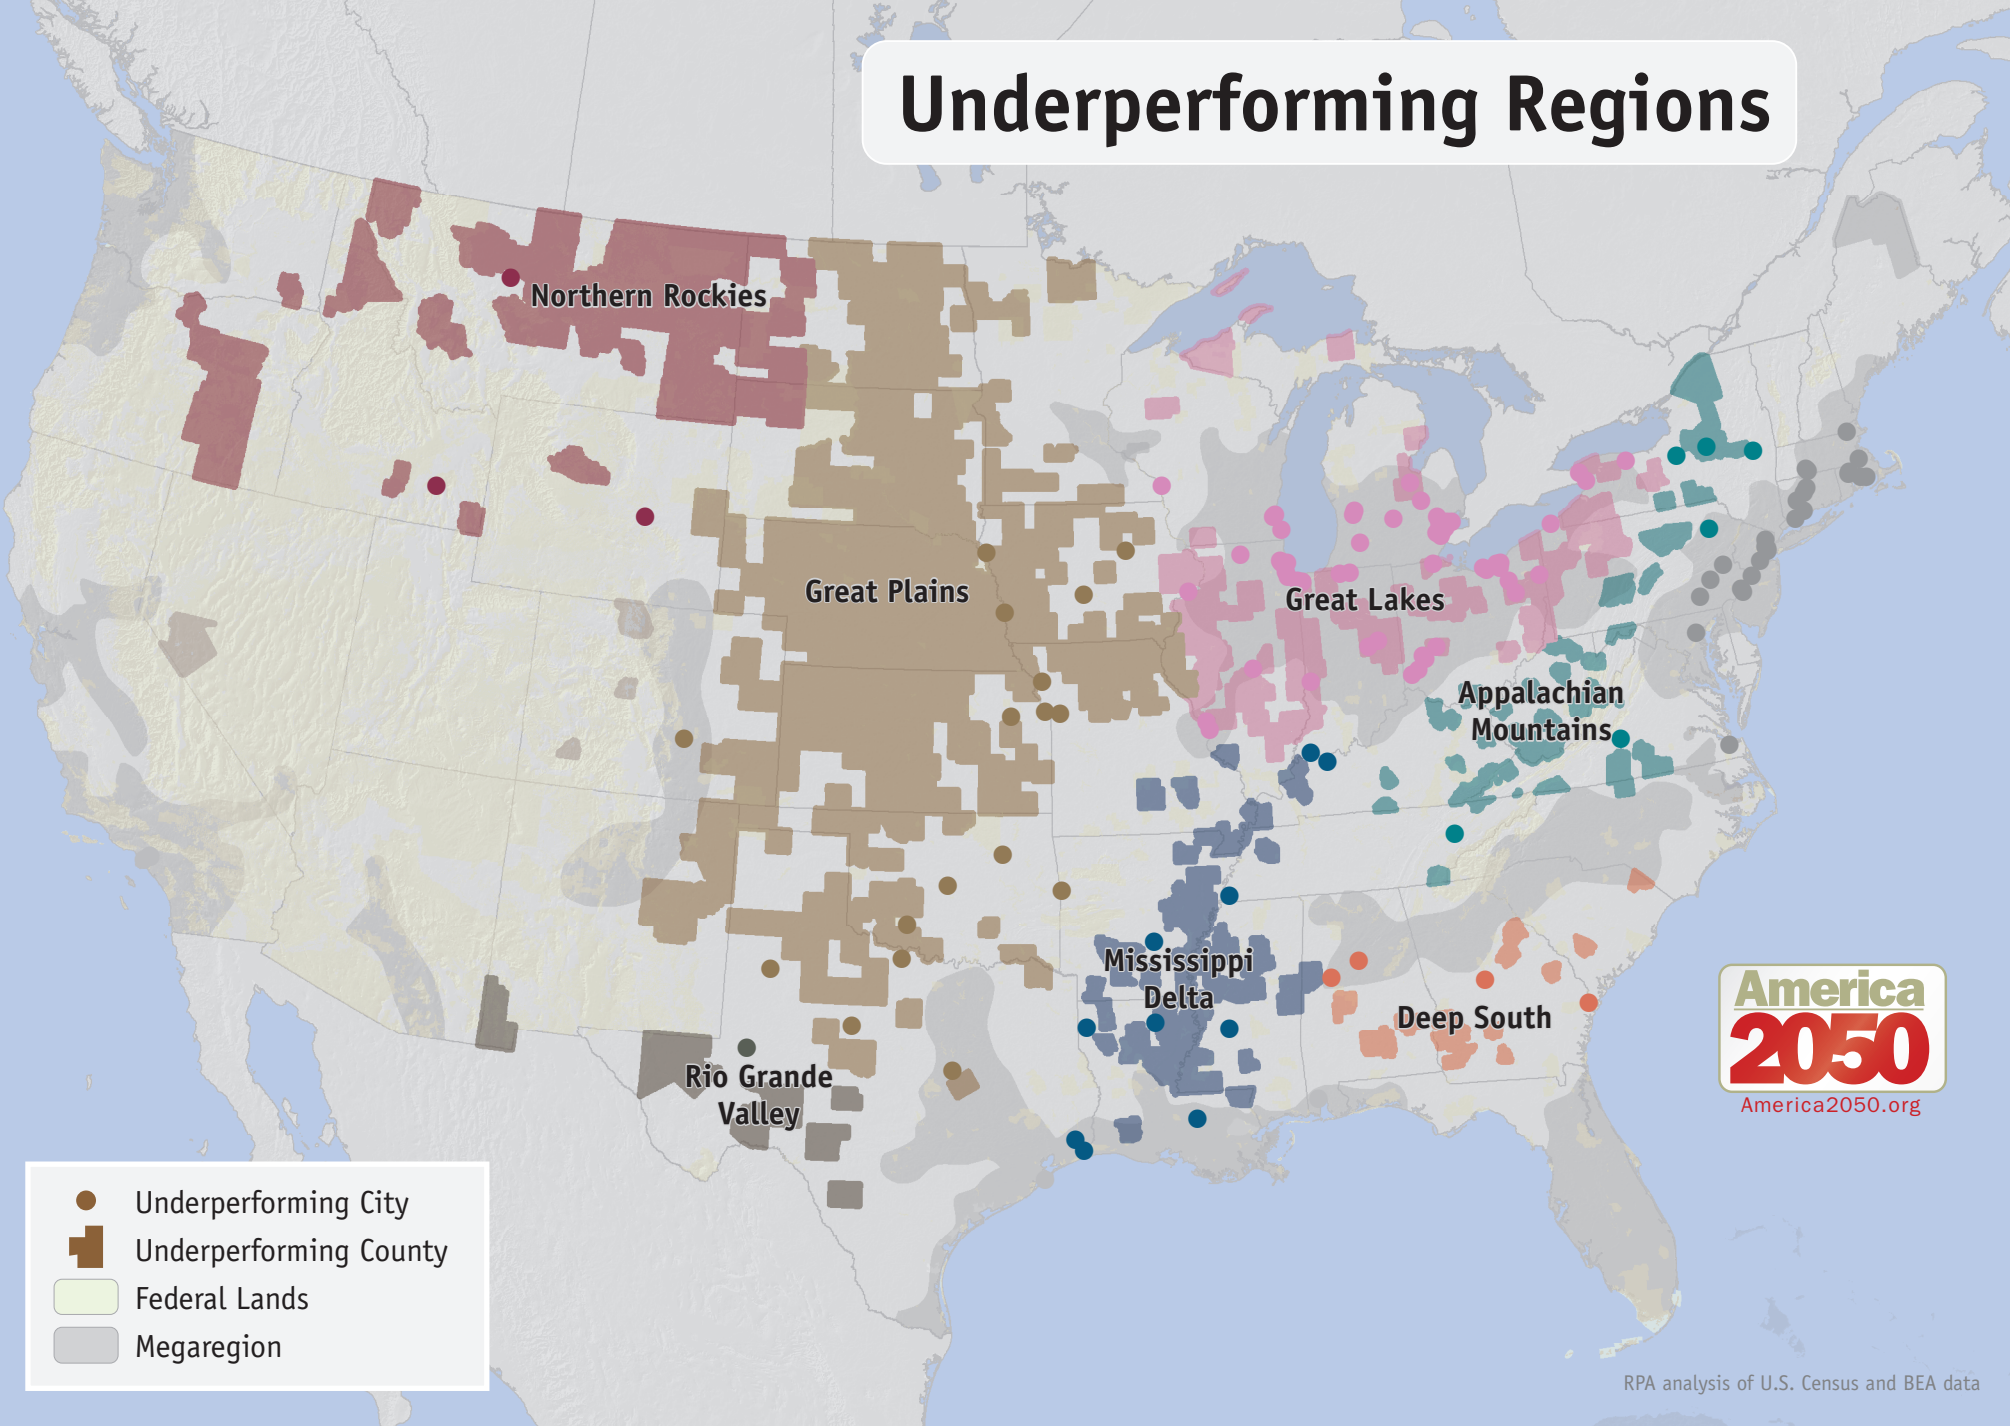 Underperforming Regions
Northern Rockies
Great Plains
Great Lakes
Appalachian
Mountains
Mississippi
Delta
Deep South
Rio Grande
Valley
America
2050
America2050.org
Underperforming City
Underperforming County
Federal Lands
Megaregion
RPA analysis of U.S. Census and BEA data